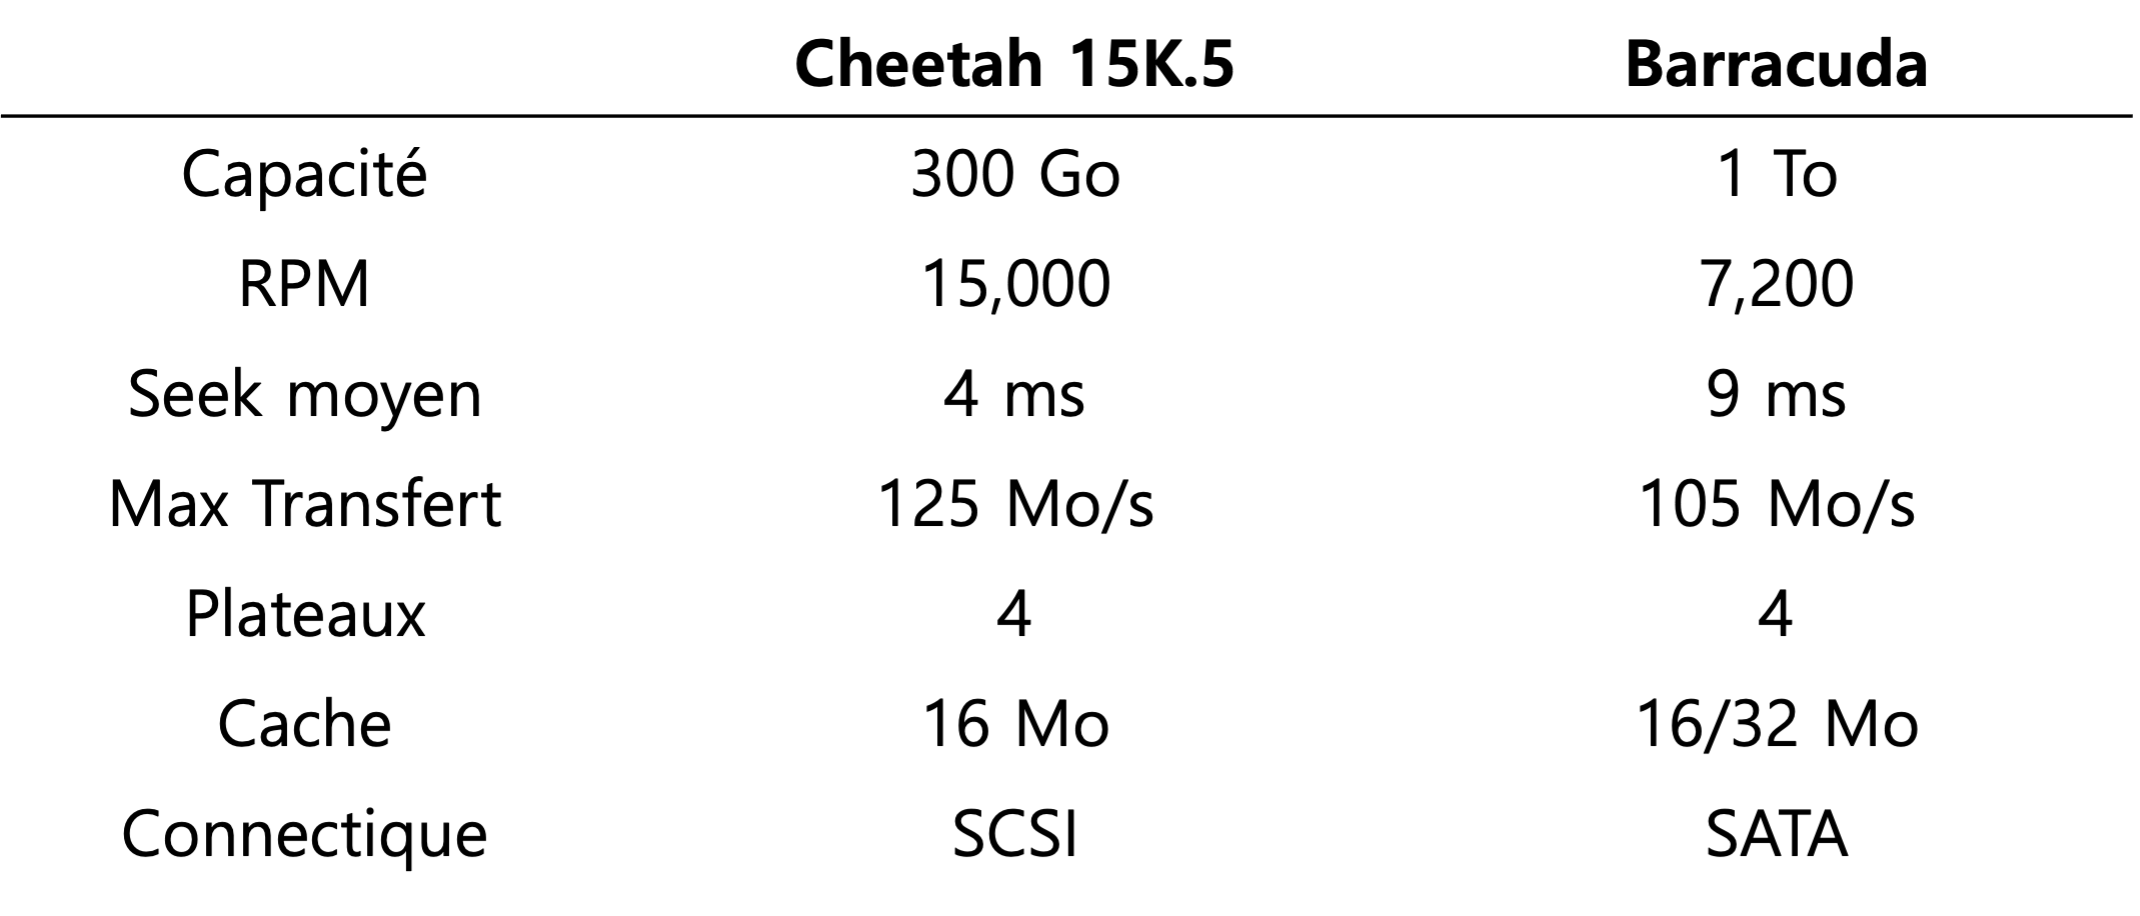 Cheetah 15K.5 Barracuda
Capacité 300 Go 1 To
RPM 15,000 7,200
Seek moyen 4 ms 9 ms
Max Transfert 125 Mo/s 105 Mo/s
Plateaux 4 4
Cache 16 Mo 16/32 Mo
Connectique SCSI SATA